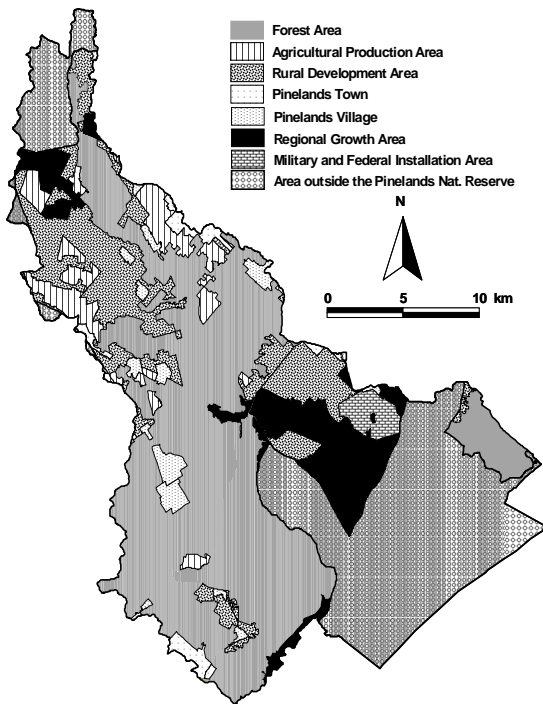 Forest Area
Agricultural Production Area
Rural Development Area
Pinelands Town
Pinelands Village
Regional Growth Area
Military and Federal Installation Area
Area outside the Pinelands Nat. Reserve
N
0 5 10 km